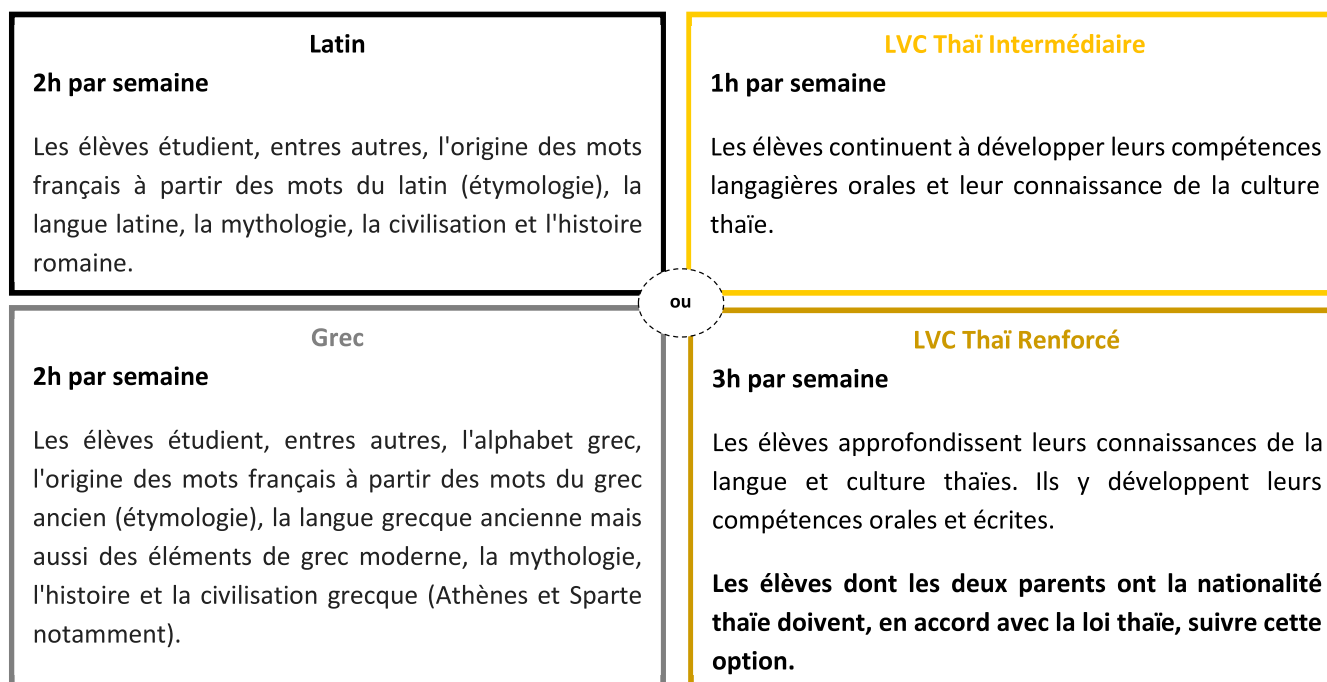 Latin
2h par semaine
Les élèves étudient, entres autres, l'origine des mots
français à partir des mots du latin (étymologie), la
langue latine, la mythologie, la civilisation et l'histoire
romaine.
LVC Thaï Intermédiaire
1h par semaine
Les élèves continuent à développer leurs compétences
langagières orales et leur connaissance de la culture
thaïe.
ou
Grec
2h par semaine
Les élèves étudient, entres autres, l'alphabet grec,
l'origine des mots français à partir des mots du grec
ancien (étymologie), la langue grecque ancienne mais
aussi des éléments de grec moderne, la mythologie,
l'histoire et la civilisation grecque (Athènes et Sparte
notamment).
LVC Thaï Renforcé
3h par semaine
Les élèves approfondissent leurs connaissances de la
langue et culture thaïes. Ils y développent leurs
compétences orales et écrites.
Les élèves dont les deux parents ont la nationalité
thaïe doivent, en accord avec la loi thaïe, suivre cette
option.